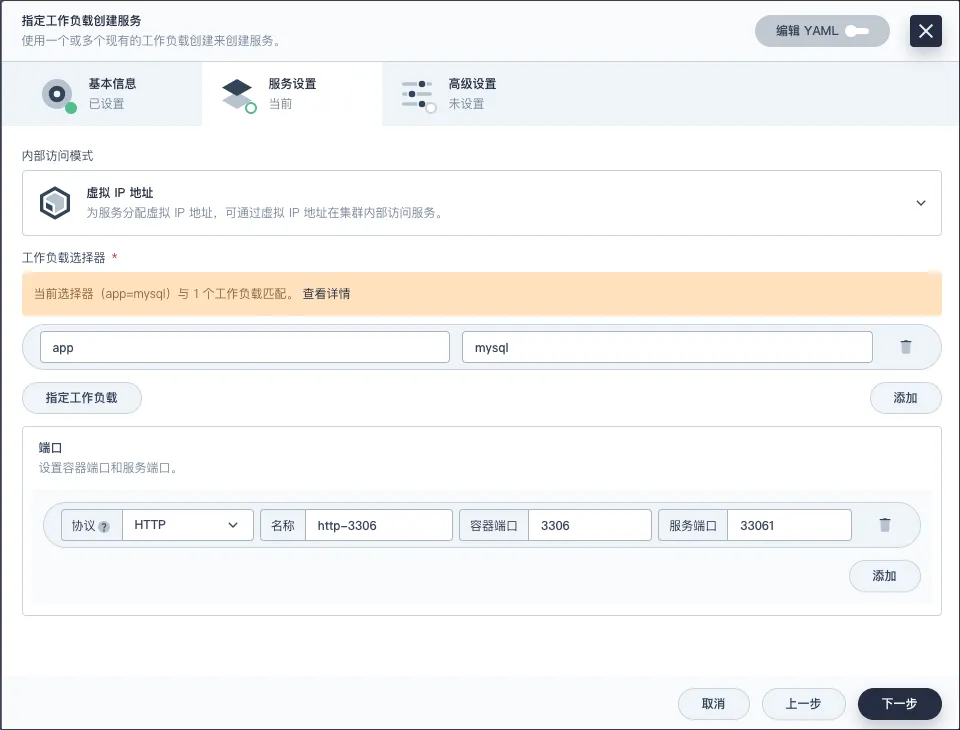 指定工作负载创建服务
使用一个或多个现有的工作负载创建来创建服务。
编辑 YAML
基本信息
已设置
服务设置
当前
高级设置
未设置
内部访问模式
虚拟 IP 地址
为服务分配虚拟 IP 地址，可通过虚拟 IP 地址在集群内部访问服务。
工作负载选择器 *
当前选择器（app=mysql）与 1 个工作负载匹配。 查看详情
app mysql
指定工作负载 添加
端口
设置容器端口和服务端口。
协议 ? HTTP 名称 http-3306 容器端口 3306 服务端口 33061
添加
取消 上一步 下一步